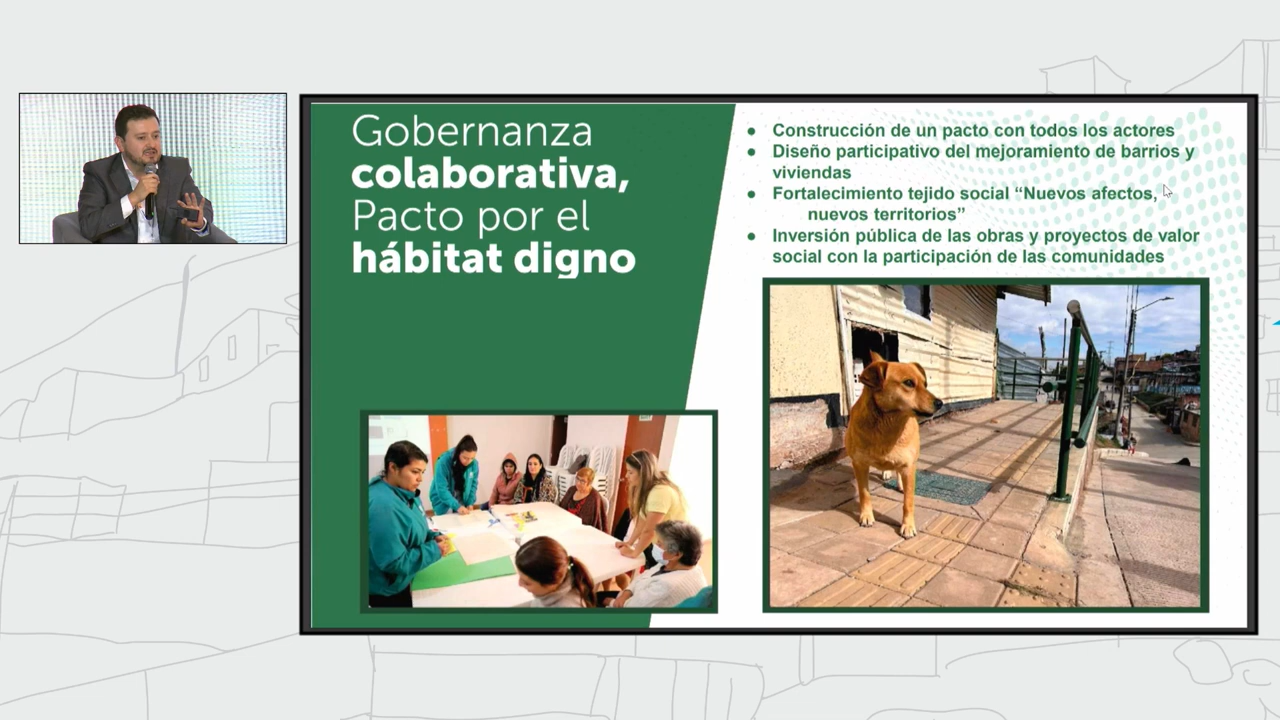 Gobernanza
colaborativa,
Pacto por el
hábitat digno
● Construcción de un pacto con todos los actores
● Diseño participativo del mejoramiento de barrios y
viviendas
● Fortalecimiento tejido social “Nuevos afectos,
nuevos territorios”
● Inversión pública de las obras y proyectos de valor
social con la participación de las comunidades